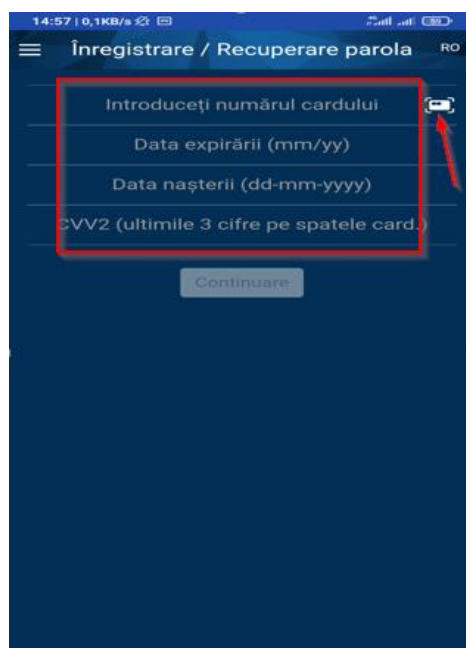 14:57 | 0,1KB/s
Înregistrare / Recuperare parola RO
Introduceți numărul cardului
Data expirării (mm/yy)
Data nașterii (dd-mm-yyyy)
CVV2 (ultimile 3 cifre pe spatele card.)
Continuare